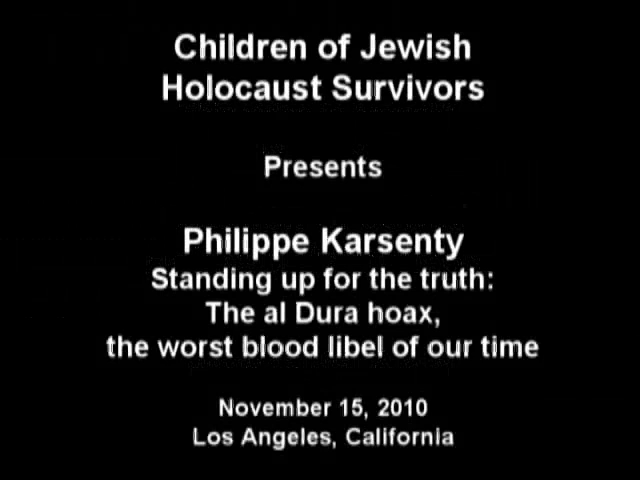 Children of Jewish
Holocaust Survivors
Presents
Philippe Karsenty
Standing up for the truth:
The al Dura hoax,
the worst blood libel of our time
November 15, 2010
Los Angeles, California